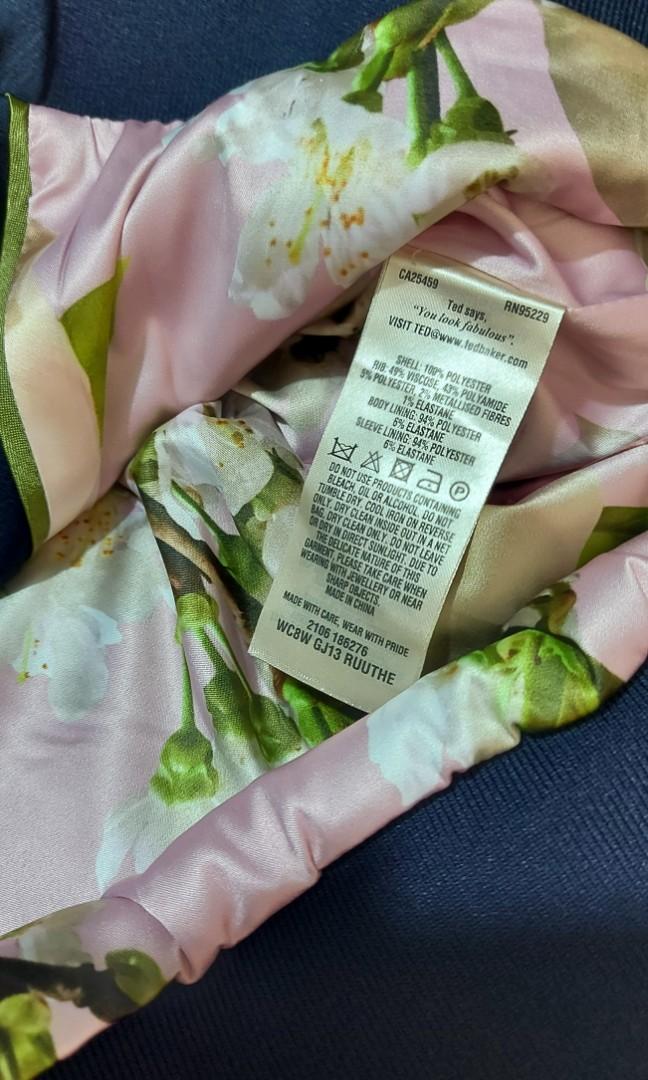 CA25459 RN95229
Ted says,
"You look fabulous".
VISIT TED@www.tedbaker.com
SHELL: 100% POLYESTER
RIB: 49% VISCOSE, 43% POLYAMIDE
5% POLYESTER, 2% METALLISED FIBRES
1% ELASTANE
BODY LINING: 94% POLYESTER
6% ELASTANE
SLEEVE LINING: 94% POLYESTER
6% ELASTANE
P
DO NOT USE PRODUCTS CONTAINING
BLEACH, OIL OR ALCOHOL. DO NOT
TUMBLE DRY. COOL IRON ON REVERSE
ONLY. DRY CLEAN INSIDE OUT IN A NET
BAG. DRY CLEAN ONLY. DO NOT LEAVE
OR DRY IN DIRECT SUNLIGHT. DUE TO
THE DELICATE NATURE OF THIS
GARMENT, PLEASE TAKE CARE WHEN
WEARING WITH JEWELLERY OR NEAR
SHARP OBJECTS.
MADE IN CHINA
MADE WITH CARE, WEAR WITH PRIDE
2106 186276
WC8W GJ13 RUUTHE